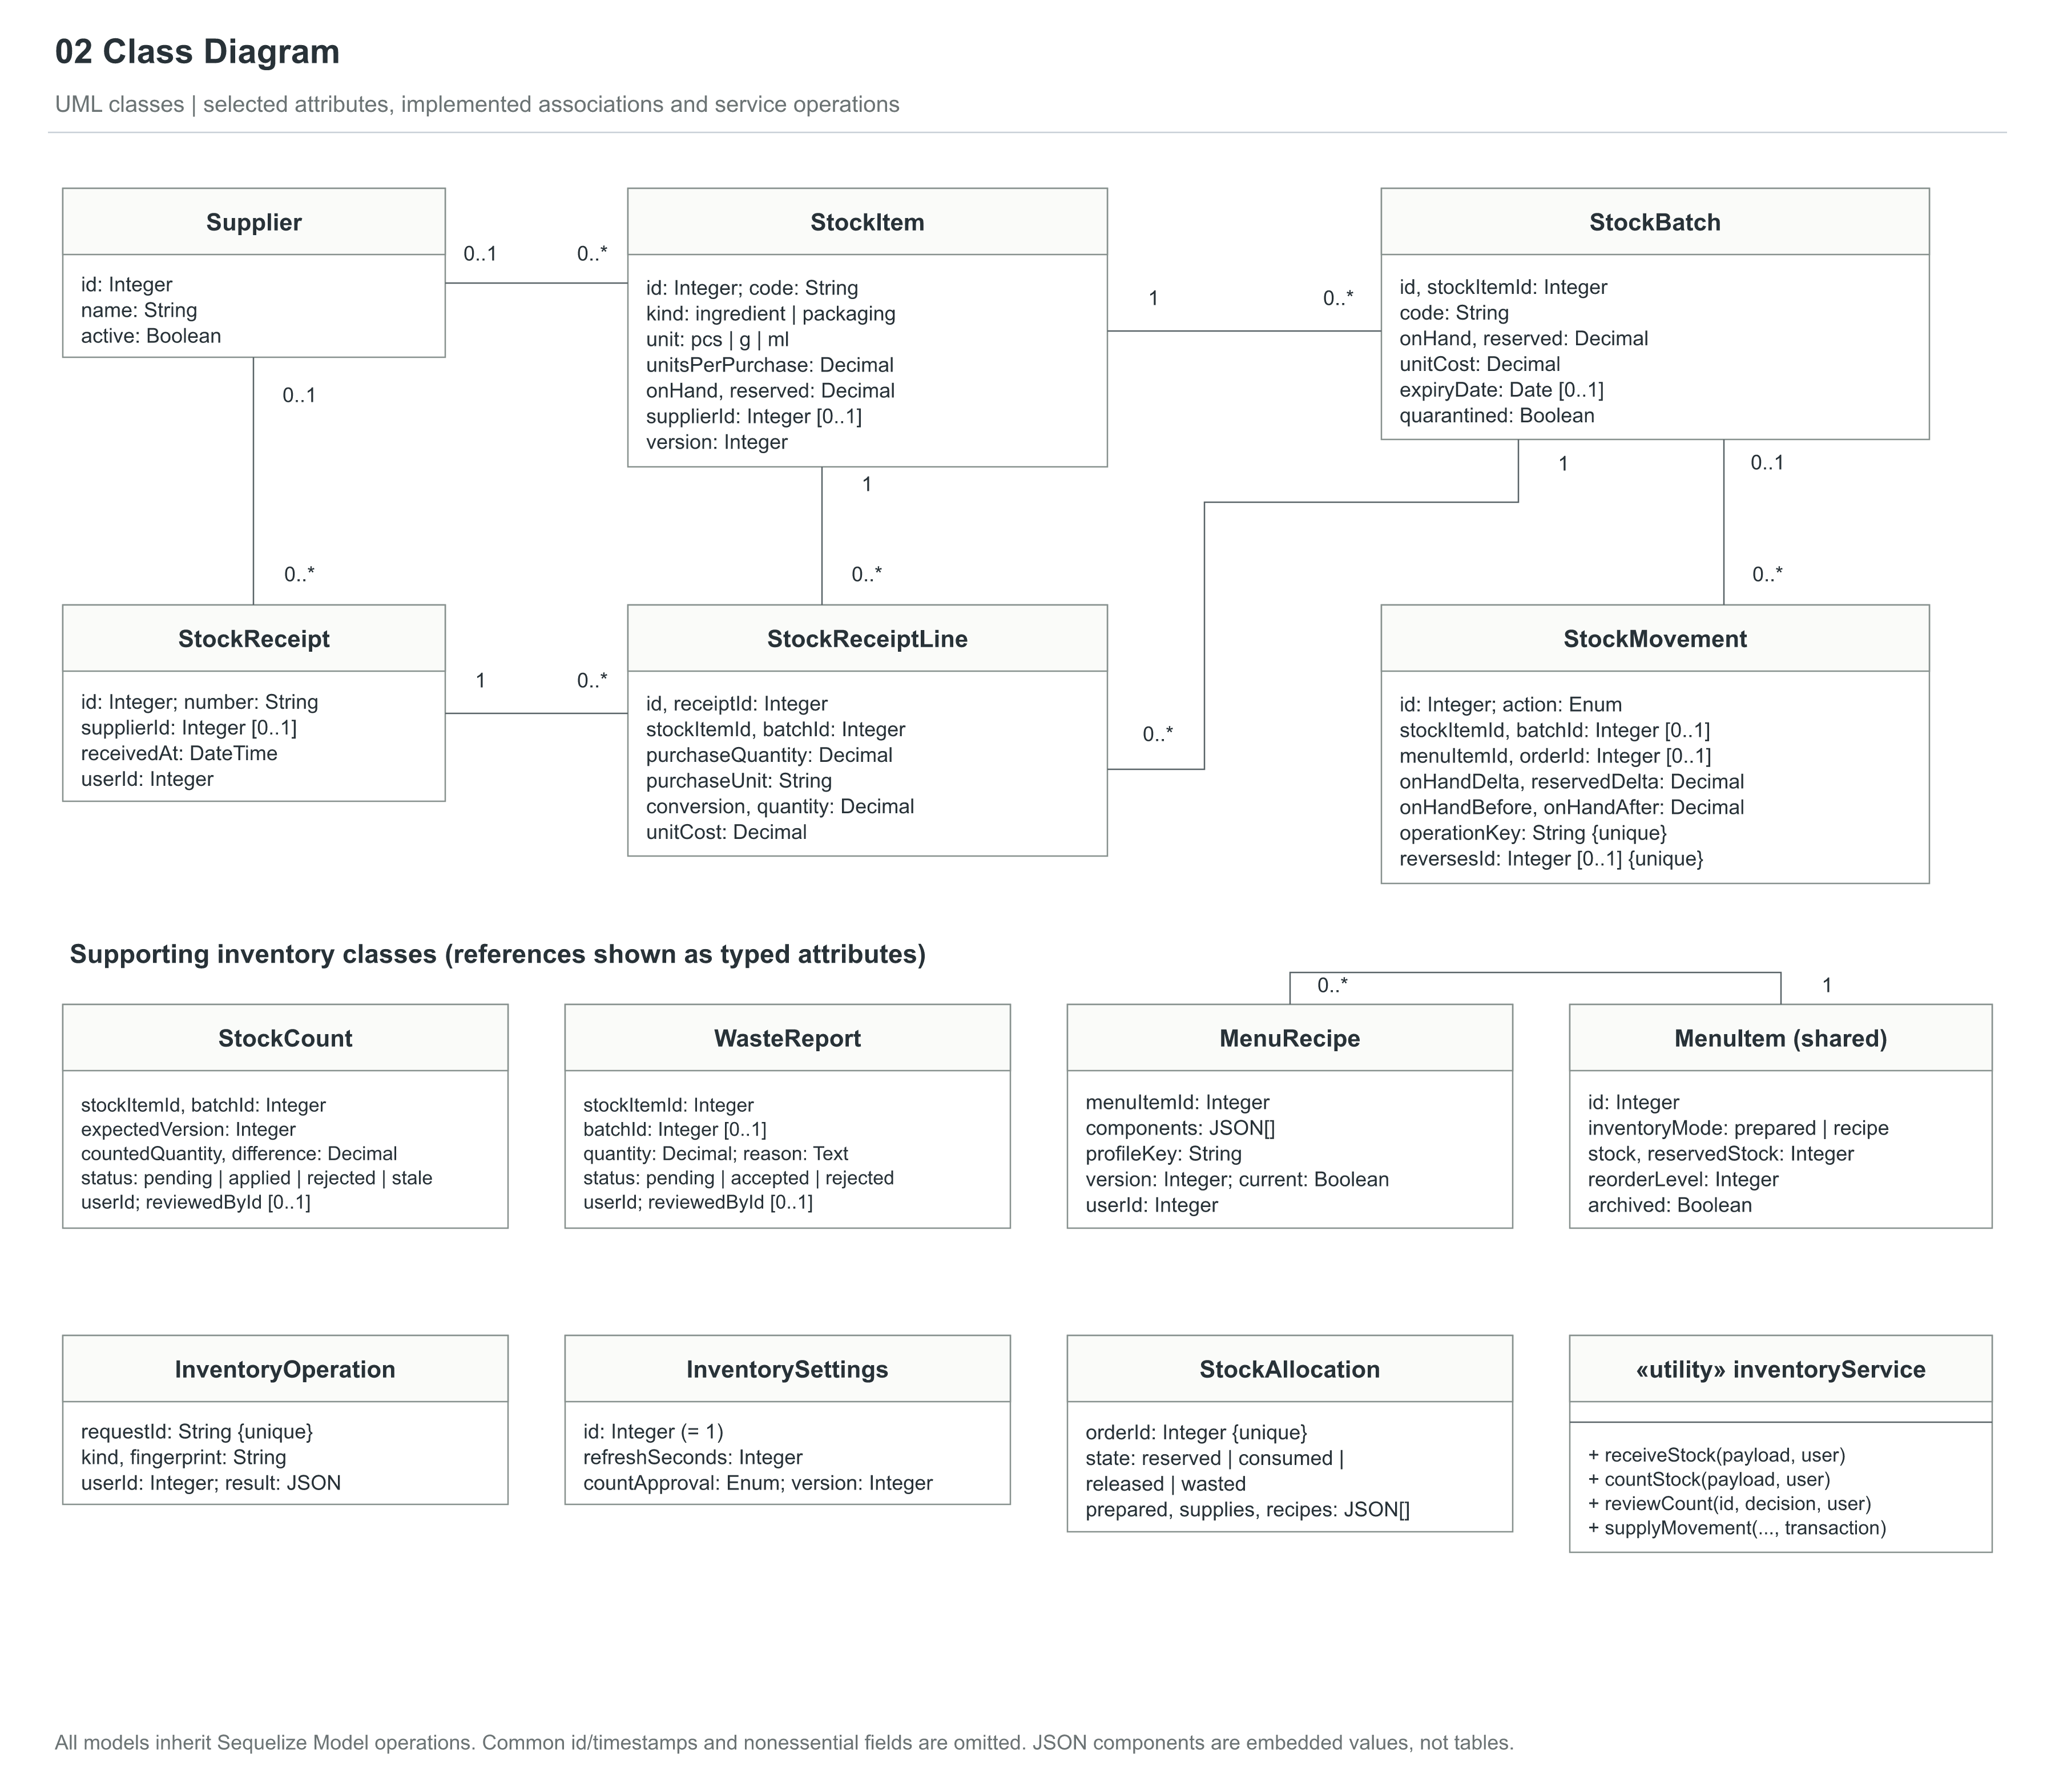 02 Class Diagram
UML classes | selected attributes, implemented associations and service operations
Supplier
id: Integer
name: String
active: Boolean
0..1
0..*
StockItem
id: Integer; code: String
kind: ingredient | packaging
unit: pcs | g | ml
unitsPerPurchase: Decimal
onHand, reserved: Decimal
supplierId: Integer [0..1]
version: Integer
1
0..*
StockBatch
id, stockItemId: Integer
code: String
onHand, reserved: Decimal
unitCost: Decimal
expiryDate: Date [0..1]
quarantined: Boolean
0..1
0..*
1
0..*
1
0..*
0..1
0..*
StockReceipt
id: Integer; number: String
supplierId: Integer [0..1]
receivedAt: DateTime
userId: Integer
1
0..*
StockReceiptLine
id, receiptId: Integer
stockItemId, batchId: Integer
purchaseQuantity: Decimal
purchaseUnit: String
conversion, quantity: Decimal
unitCost: Decimal
StockMovement
id: Integer; action: Enum
stockItemId, batchId: Integer [0..1]
menuItemId, orderId: Integer [0..1]
onHandDelta, reservedDelta: Decimal
onHandBefore, onHandAfter: Decimal
operationKey: String {unique}
reversesId: Integer [0..1] {unique}
Supporting inventory classes (references shown as typed attributes)
0..*
1
StockCount
stockItemId, batchId: Integer
expectedVersion: Integer
countedQuantity, difference: Decimal
status: pending | applied | rejected | stale
userId; reviewedById [0..1]
WasteReport
stockItemId: Integer
batchId: Integer [0..1]
quantity: Decimal; reason: Text
status: pending | accepted | rejected
userId; reviewedById [0..1]
MenuRecipe
menuItemId: Integer
components: JSON[]
profileKey: String
version: Integer; current: Boolean
userId: Integer
MenuItem (shared)
id: Integer
inventoryMode: prepared | recipe
stock, reservedStock: Integer
reorderLevel: Integer
archived: Boolean
InventoryOperation
requestId: String {unique}
kind, fingerprint: String
userId: Integer; result: JSON
InventorySettings
id: Integer (= 1)
refreshSeconds: Integer
countApproval: Enum; version: Integer
StockAllocation
orderId: Integer {unique}
state: reserved | consumed |
released | wasted
prepared, supplies, recipes: JSON[]
«utility» inventoryService
+ receiveStock(payload, user)
+ countStock(payload, user)
+ reviewCount(id, decision, user)
+ supplyMovement(..., transaction)
All models inherit Sequelize Model operations. Common id/timestamps and nonessential fields are omitted. JSON components are embedded values, not tables.